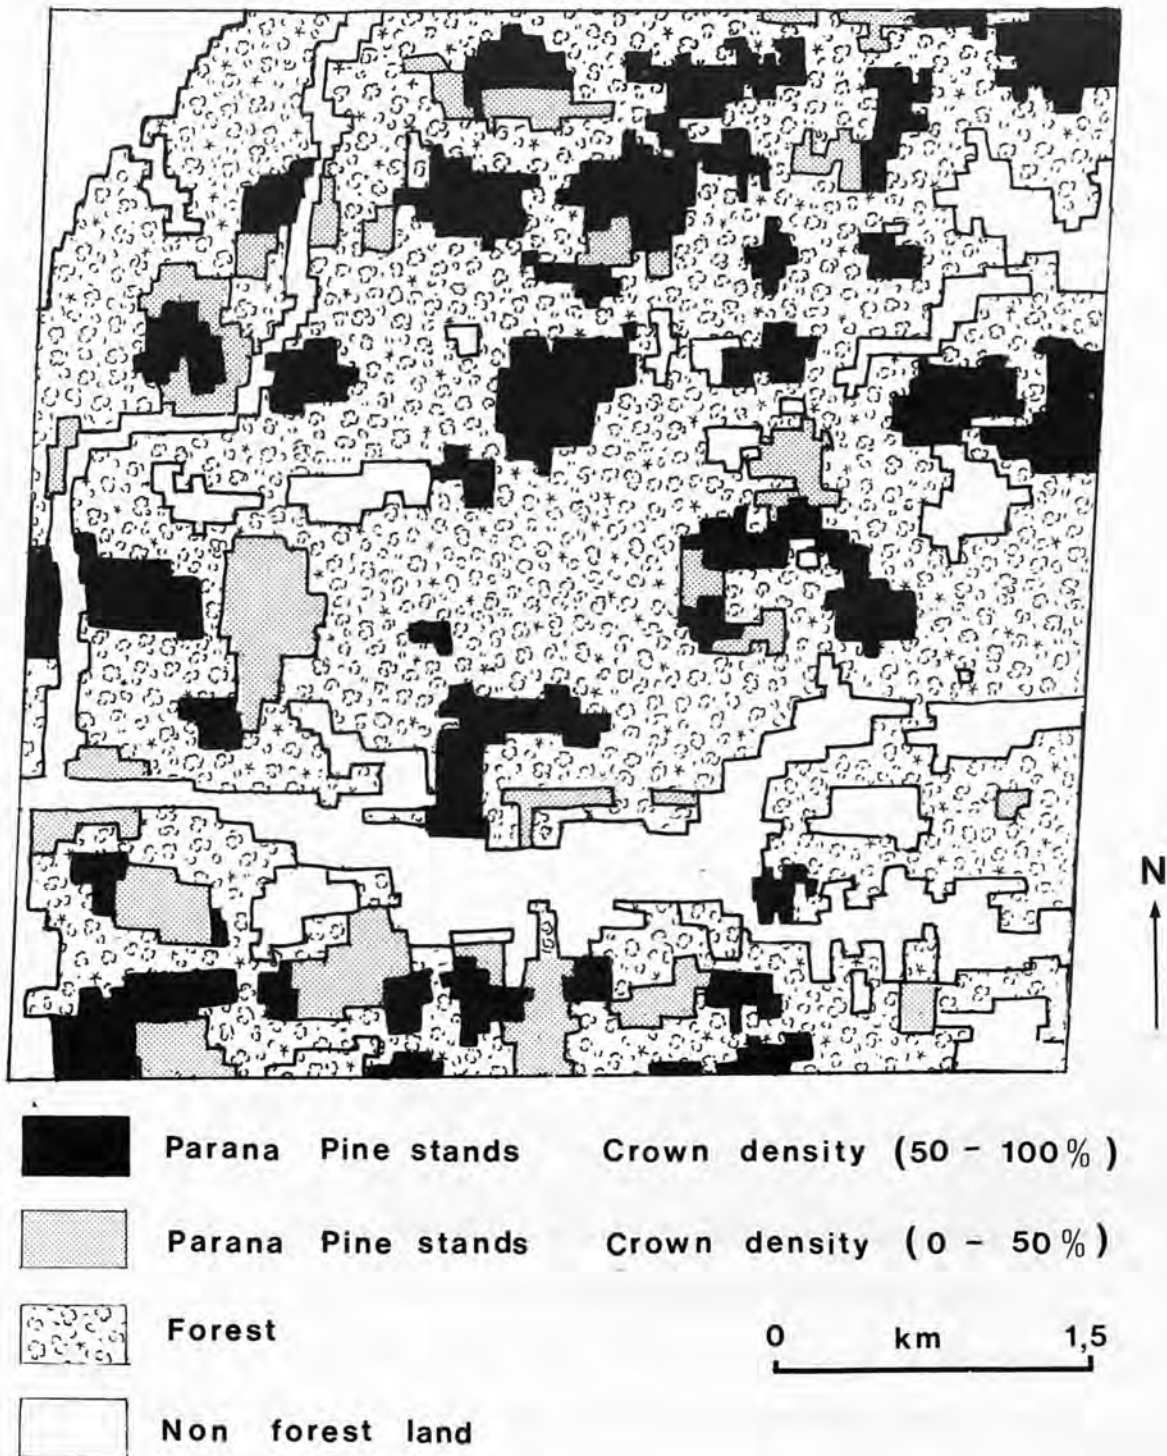 N
Parana Pine stands Crown density (50 - 100%)
Parana Pine stands Crown density (0 - 50%)
Forest
0 km 1,5
Non forest land